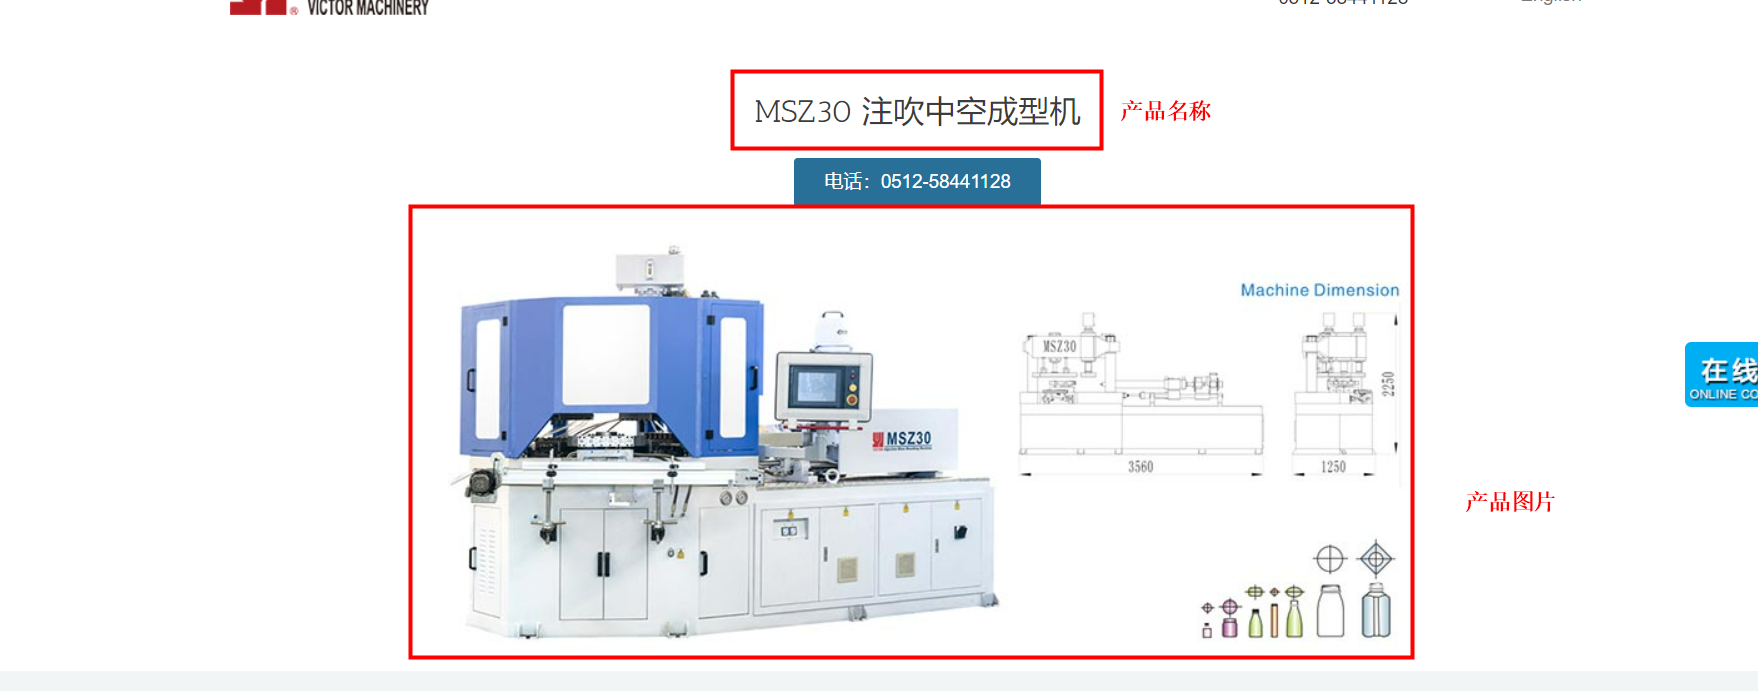 VICTOR MACHINERY
MSZ30 注吹中空成型机
产品名称
电话：0512-58441128
Machine Dimension
MSZ30
2250
MSZ30
3560
1250
在线
ONLINE CO
产品图片